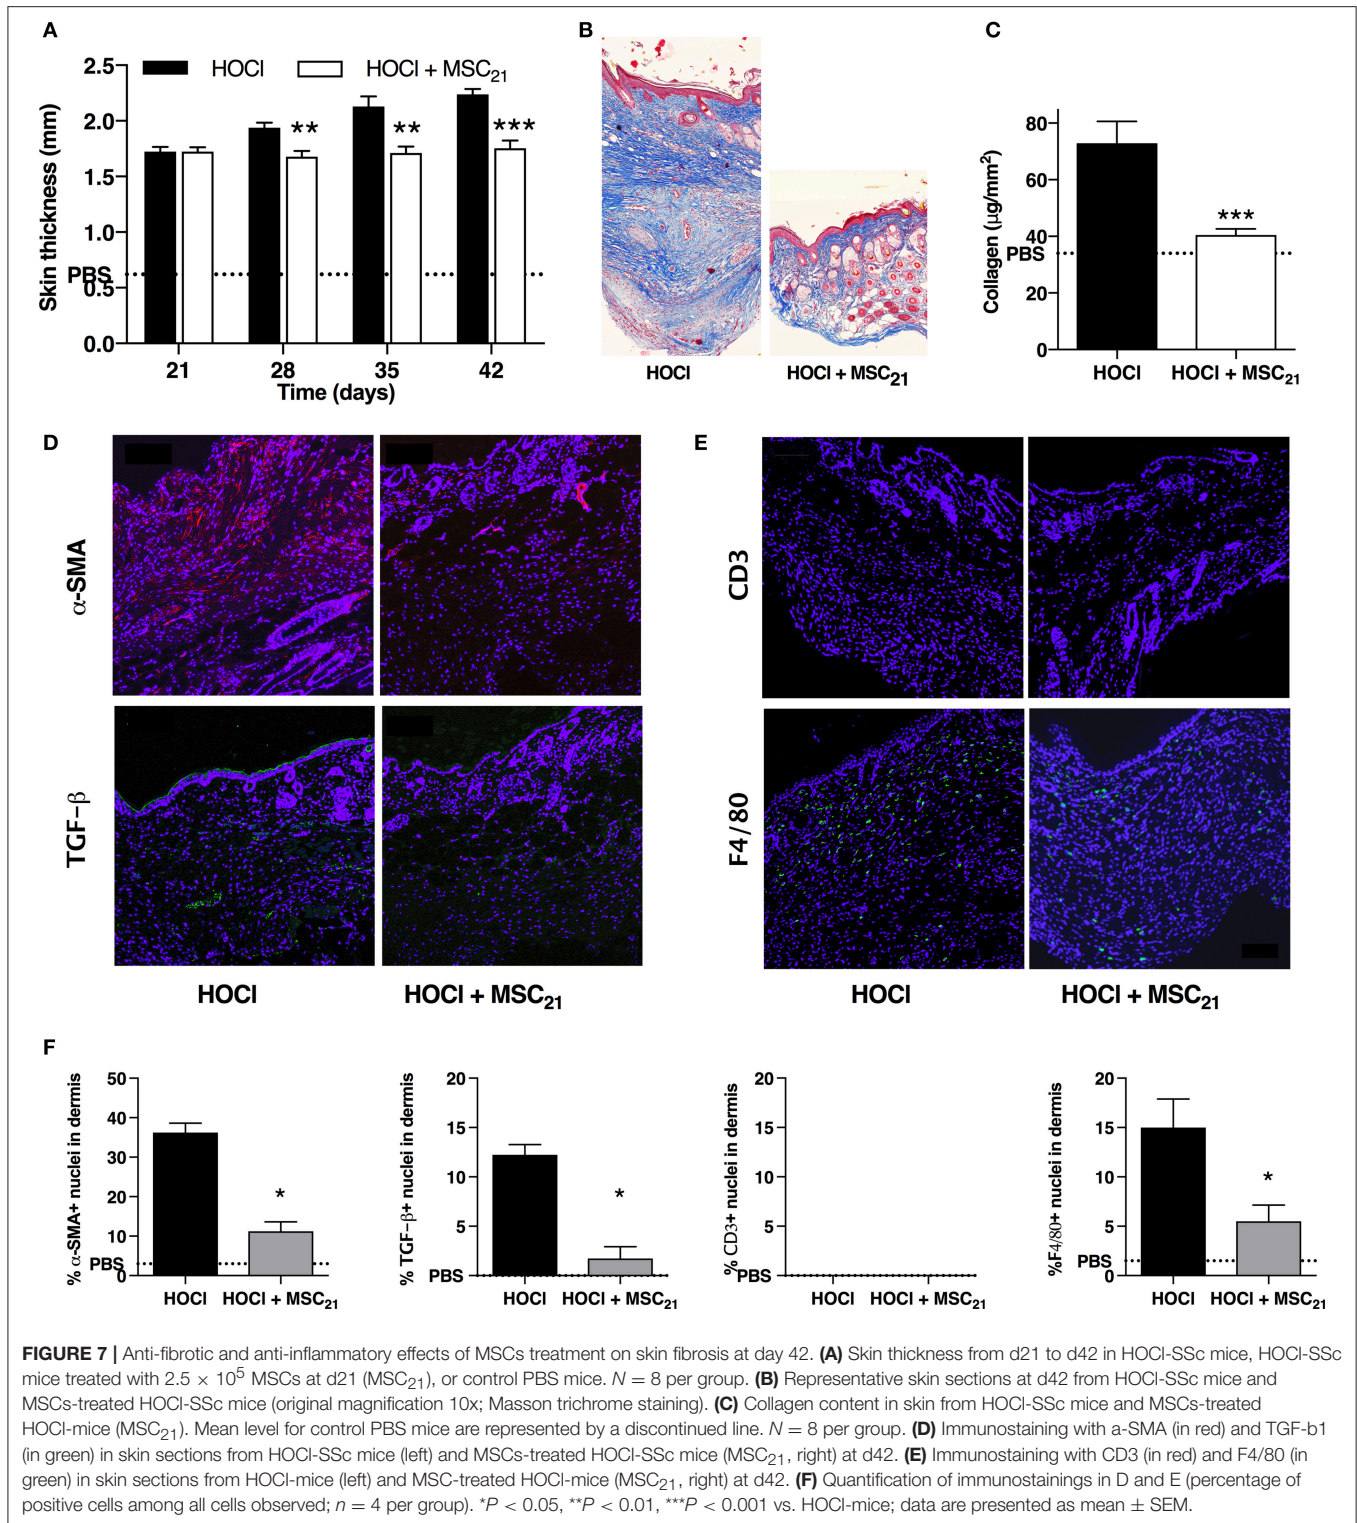 A
HOCl
HOCl + MSC21
Skin thickness (mm)
2.5
2.0
1.5
1.0
0.5
0.0
PBS
**
**
***
21
28
35
42
Time (days)
B
HOCl
HOCl + MSC21
C
Collagen (µg/mm²)
80
60
40
20
0
PBS
***
HOCl
HOCl + MSC21
D
α-SMA
TGF-β
HOCl
HOCl + MSC21
E
CD3
F4/80
HOCl
HOCl + MSC21
F
% α-SMA+ nuclei in dermis
50
40
30
20
10
0
PBS
*
HOCl
HOCl + MSC21
% TGF-β+ nuclei in dermis
20
15
10
5
PBS
*
HOCl
HOCl + MSC21
% CD3+ nuclei in dermis
20
15
10
5
PBS
HOCl
HOCl + MSC21
%F4/80+ nuclei in dermis
20
15
10
5
0
PBS
*
HOCl
HOCl + MSC21
FIGURE 7 | Anti-fibrotic and anti-inflammatory effects of MSCs treatment on skin fibrosis at day 42. (A) Skin thickness from d21 to d42 in HOCl-SSc mice, HOCl-SSc
mice treated with 2.5 × 10⁵ MSCs at d21 (MSC21), or control PBS mice. N = 8 per group. (B) Representative skin sections at d42 from HOCl-SSc mice and
MSCs-treated HOCl-SSc mice (original magnification 10x; Masson trichrome staining). (C) Collagen content in skin from HOCl-SSc mice and MSCs-treated
HOCl-mice (MSC21). Mean level for control PBS mice are represented by a discontinued line. N = 8 per group. (D) Immunostaining with a-SMA (in red) and TGF-b1
(in green) in skin sections from HOCl-SSc mice (left) and MSCs-treated HOCl-SSc mice (MSC21, right) at d42. (E) Immunostaining with CD3 (in red) and F4/80 (in
green) in skin sections from HOCl-mice (left) and MSC-treated HOCl-mice (MSC21, right) at d42. (F) Quantification of immunostainings in D and E (percentage of
positive cells among all cells observed; n = 4 per group). *P < 0.05, **P < 0.01, ***P < 0.001 vs. HOCl-mice; data are presented as mean ± SEM.